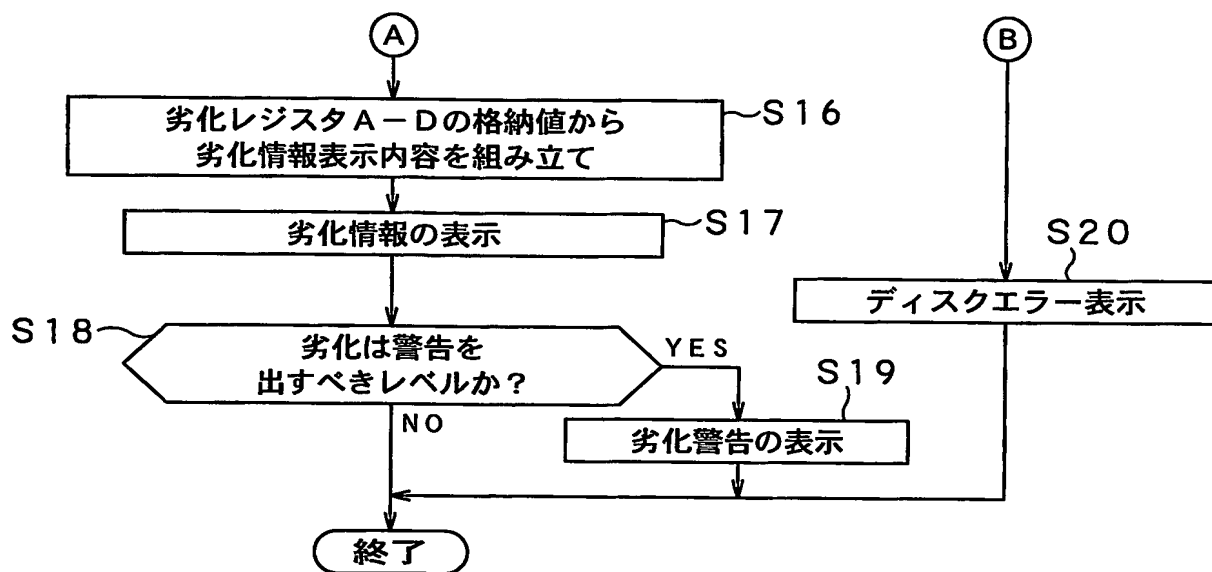 A
B
劣化レジスタA－Dの格納値から
劣化情報表示内容を組み立て
S16
劣化情報の表示
S17
S20
ディスクエラー表示
S18
劣化は警告を
出すべきレベルか？
YES
S19
NO
劣化警告の表示
終了